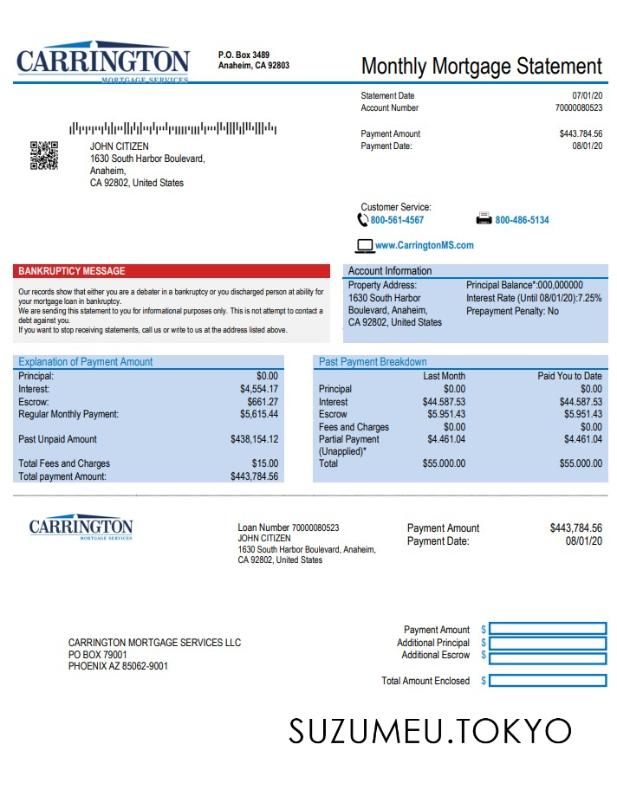 CARRINGTON
MORTGAGE SERVICES
P.O. Box 3489
Anaheim, CA 92803
Monthly Mortgage Statement
Statement Date 07/01/20
Account Number 70000080523
Payment Amount $443.784.56
Payment Date: 08/01/20
JOHN CITIZEN
1630 South Harbor Boulevard,
Anaheim,
CA 92802, United States
Customer Service:
800-561-4567 800-486-5134
www.CarringtonMS.com
BANKRUPTICY MESSAGE
Our records show that either you are a debater in a bankruptcy or you discharged person at ability for
your mortgage loan in bankruptcy.
We are sending this statement to you for informational purposes only. This is not attempt to contact a
debt against you.
If you want to stop receiving statements, call us or write to us at the address listed above.
Account Information
Property Address:
1630 South Harbor
Boulevard, Anaheim,
CA 92802, United States
Principal Balance*:000,000000
Interest Rate (Until 08/01/20):7.25%
Prepayment Penalty: No
Explanation of Payment Amount
Principal: $0.00
Interest: $4,554.17
Escrow: $661.27
Regular Monthly Payment: $5,615.44
Past Unpaid Amount $438,154.12
Total Fees and Charges $15.00
Total payment Amount: $443,784.56
Past Payment Breakdown
Last Month Paid You to Date
Principal $0.00 $0.00
Interest $44.587.53 $44.587.53
Escrow $5.951.43 $5.951.43
Fees and Charges $0.00 $0.00
Partial Payment $4.461.04 $4.461.04
(Unapplied)*
Total $55.000.00 $55.000.00
CARRINGTON
MORTGAGE SERVICES
Loan Number 70000080523
JOHN CITIZEN
1630 South Harbor Boulevard, Anaheim,
CA 92802, United States
Payment Amount $443,784.56
Payment Date: 08/01/20
CARRINGTON MORTGAGE SERVICES LLC
PO BOX 79001
PHOENIX AZ 85062-9001
Payment Amount $
Additional Principal $
Additional Escrow $
Total Amount Enclosed $
SUZUMEU.TOKYO